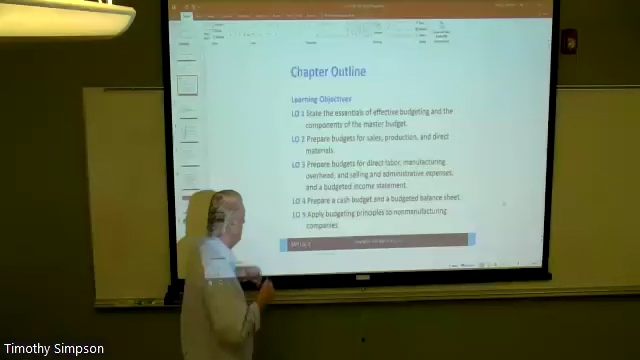 Chapter Outline
Learning Objectives
LO 1 State the essentials of effective budgeting and the
components of the master budget.
LO 2 Prepare budgets for sales, production, and direct
materials.
LO 3 Prepare budgets for direct labor, manufacturing
overhead, and selling and administrative expenses,
and a budgeted income statement.
LO 4 Prepare a cash budget and a budgeted balance sheet.
LO 5 Apply budgeting principles to nonmanufacturing
companies.
Timothy Simpson